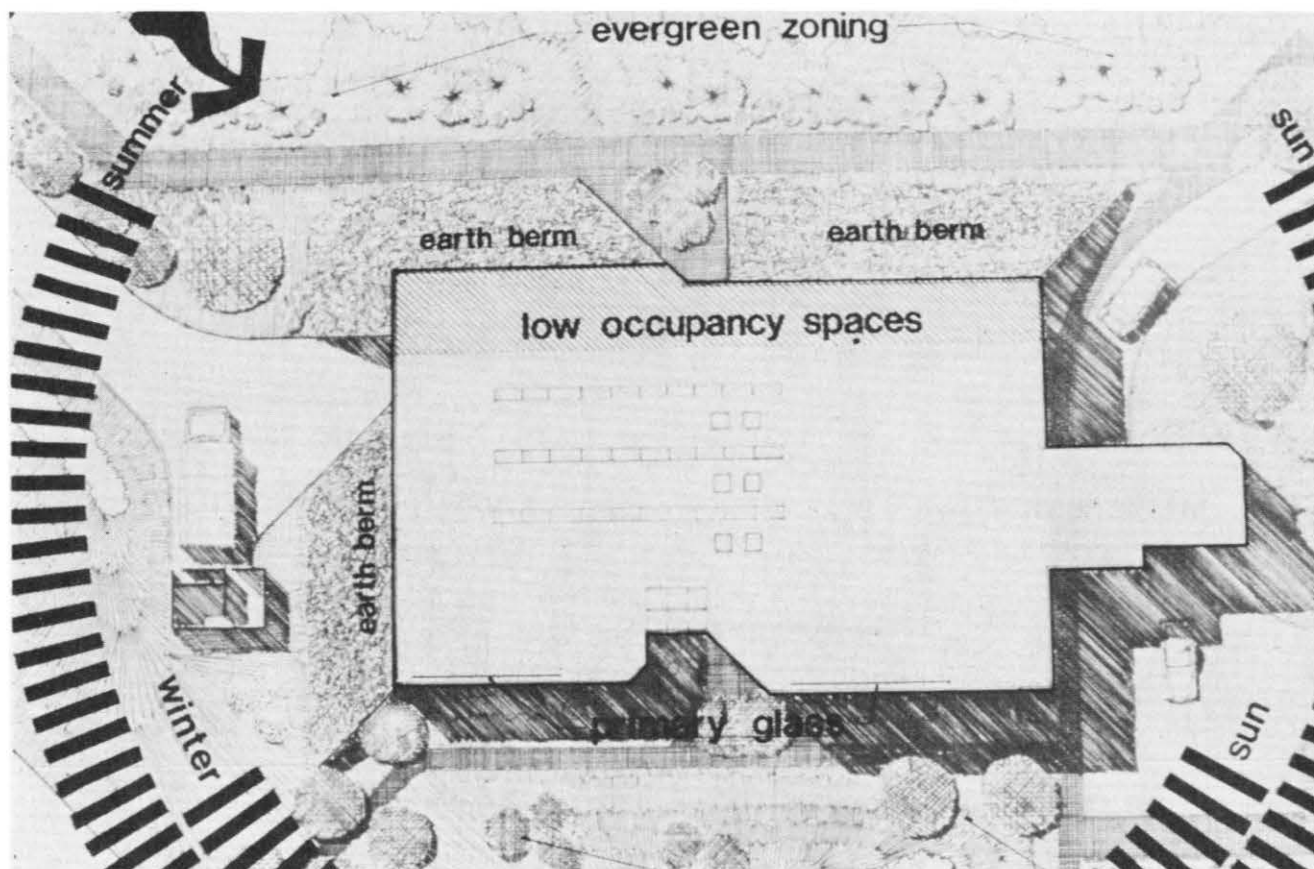 evergreen zoning
summer
sun
earth berm
earth berm
low occupancy spaces
earth berm
winter
sun
primary glass